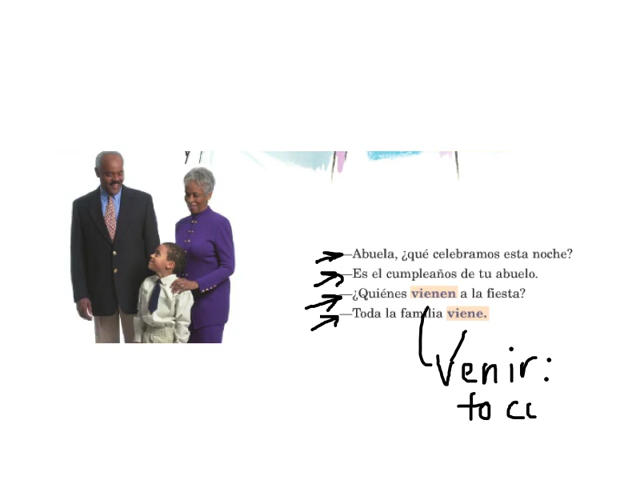 —Abuela, ¿qué celebramos esta noche?
—Es el cumpleaños de tu abuelo.
—¿Quiénes vienen a la fiesta?
—Toda la familia viene.
Venir:
to cc